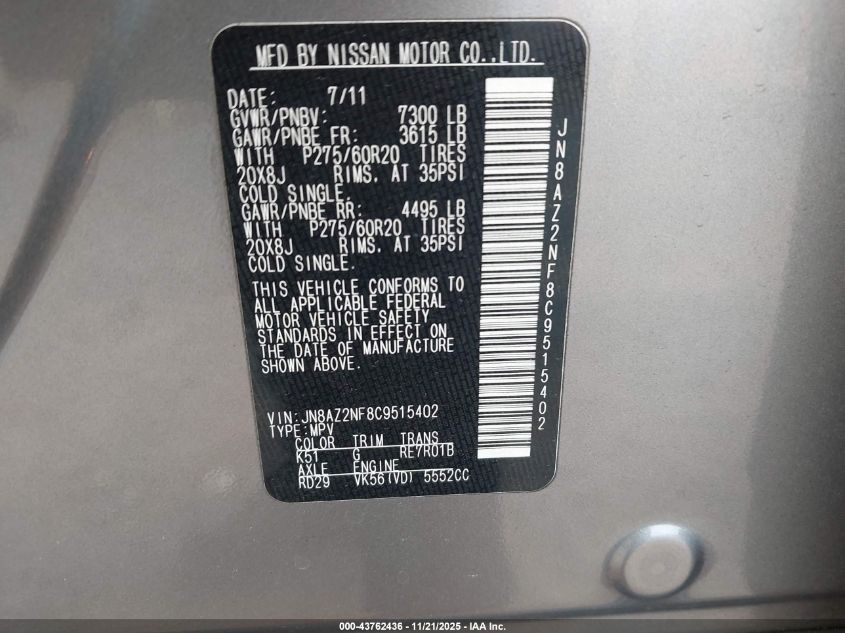 MFD BY NISSAN MOTOR CO.,LTD.
DATE: 7/11
GVWR/PNBV: 7300 LB
GAWR/PNBE FR: 3615 LB
WITH P275/60R20 TIRES
20X8J RIMS. AT 35PSI
COLD SINGLE.
GAWR/PNBE RR: 4495 LB
WITH P275/60R20 TIRES
20X8J RIMS. AT 35PSI
COLD SINGLE.
THIS VEHICLE CONFORMS TO
ALL APPLICABLE FEDERAL
MOTOR VEHICLE SAFETY
STANDARDS IN EFFECT ON
THE DATE OF MANUFACTURE
SHOWN ABOVE.
VIN:JN8AZ2NF8C9515402
TYPE:MPV
COLOR TRIM TRANS
K51 G RE7R01B
AXLE ENGINE
RD29 VK56(VD) 5552CC
JN8AZ2NF8C9515402
000-43762436 - 11/21/2025 - IAA Inc.